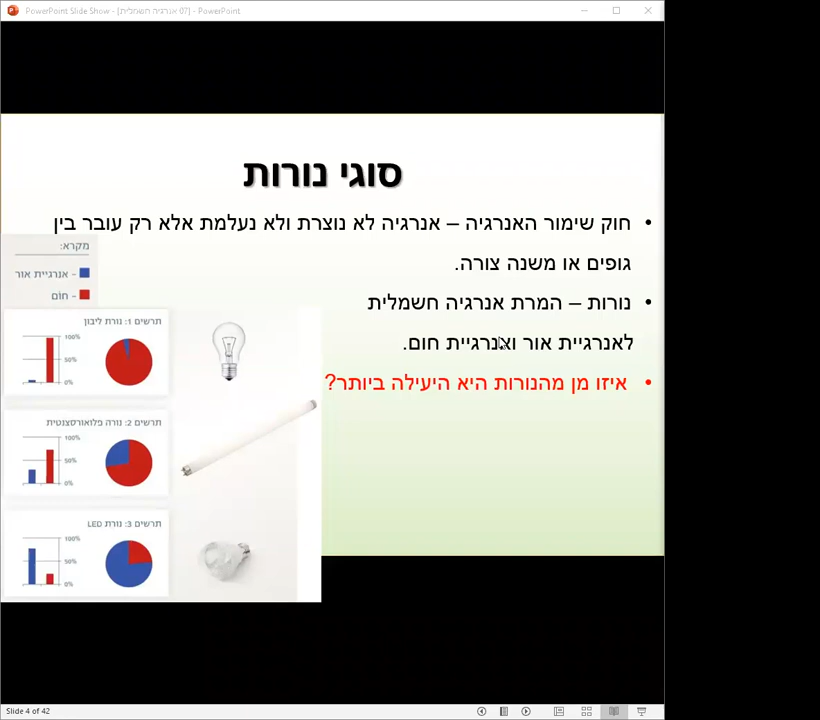 PowerPoint Slide Show - [07 אנרגיה חשמלית] - PowerPoint
סוגי נורות
• חוק שימור האנרגיה – אנרגיה לא נוצרת ולא נעלמת אלא רק עובר בין
גופים או משנה צורה.
• נורות – המרת אנרגיה חשמלית
לאנרגיית אור ואנרגיית חום.
• איזו מן מהנורות היא היעילה ביותר?
מקרא:
– אנרגיית אור
– חום
תרשים 1: נורת ליבון
100%
50%
0%
תרשים 2: נורה פלואורסצנטית
100%
50%
0%
תרשים 3: נורת LED
100%
50%
0%
Slide 4 of 42